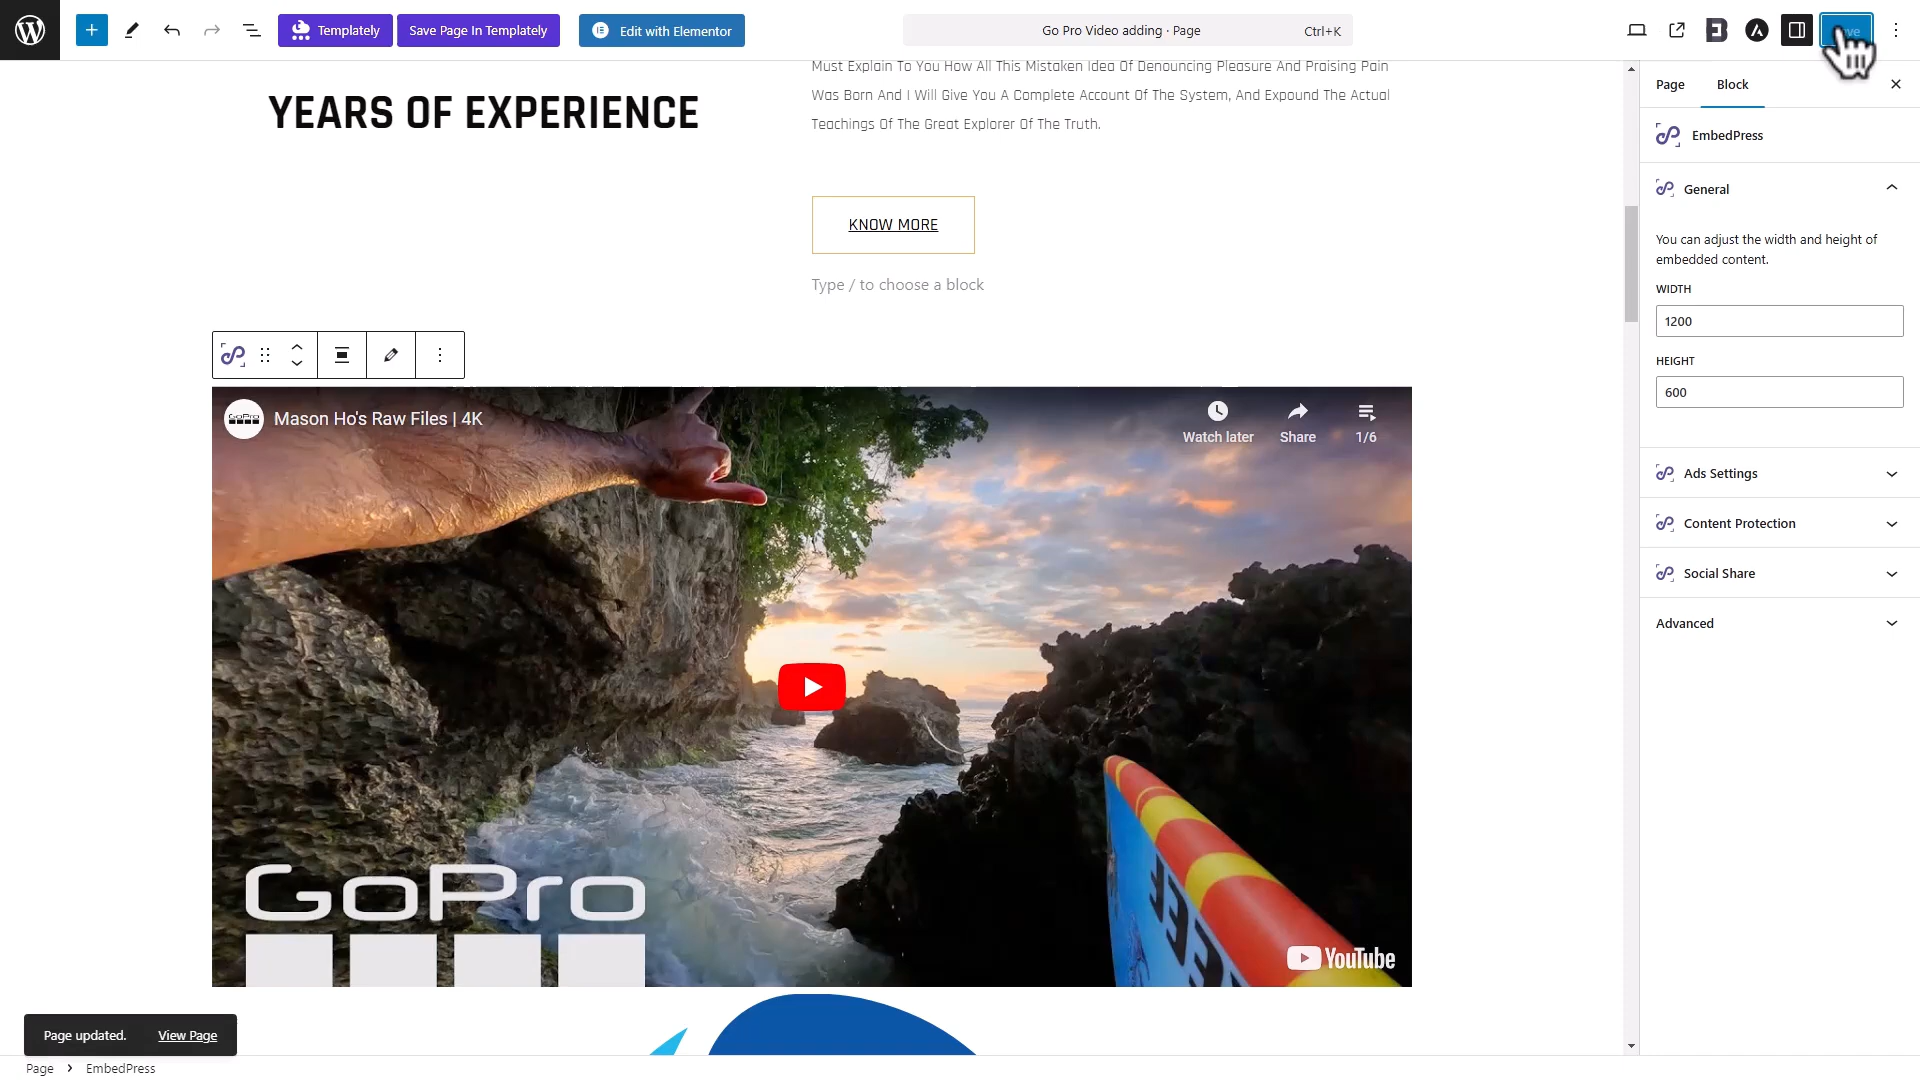 Templately
Save Page In Templately
Edit with Elementor
Go Pro Video adding · Page
Ctrl+K
Must Explain To You How All This Mistaken Idea Of Denouncing Pleasure And Praising Pain
Was Born And I Will Give You A Complete Account Of The System, And Expound The Actual
Teachings Of The Great Explorer Of The Truth.
YEARS OF EXPERIENCE
KNOW MORE
Type / to choose a block
GoPro
Mason Ho's Raw Files | 4K
Watch later
Share
1/6
GoPro
YouTube
Page updated.
View Page
Page
EmbedPress
Page
Block
EmbedPress
General
You can adjust the width and height of
embedded content.
WIDTH
1200
HEIGHT
600
Ads Settings
Content Protection
Social Share
Advanced